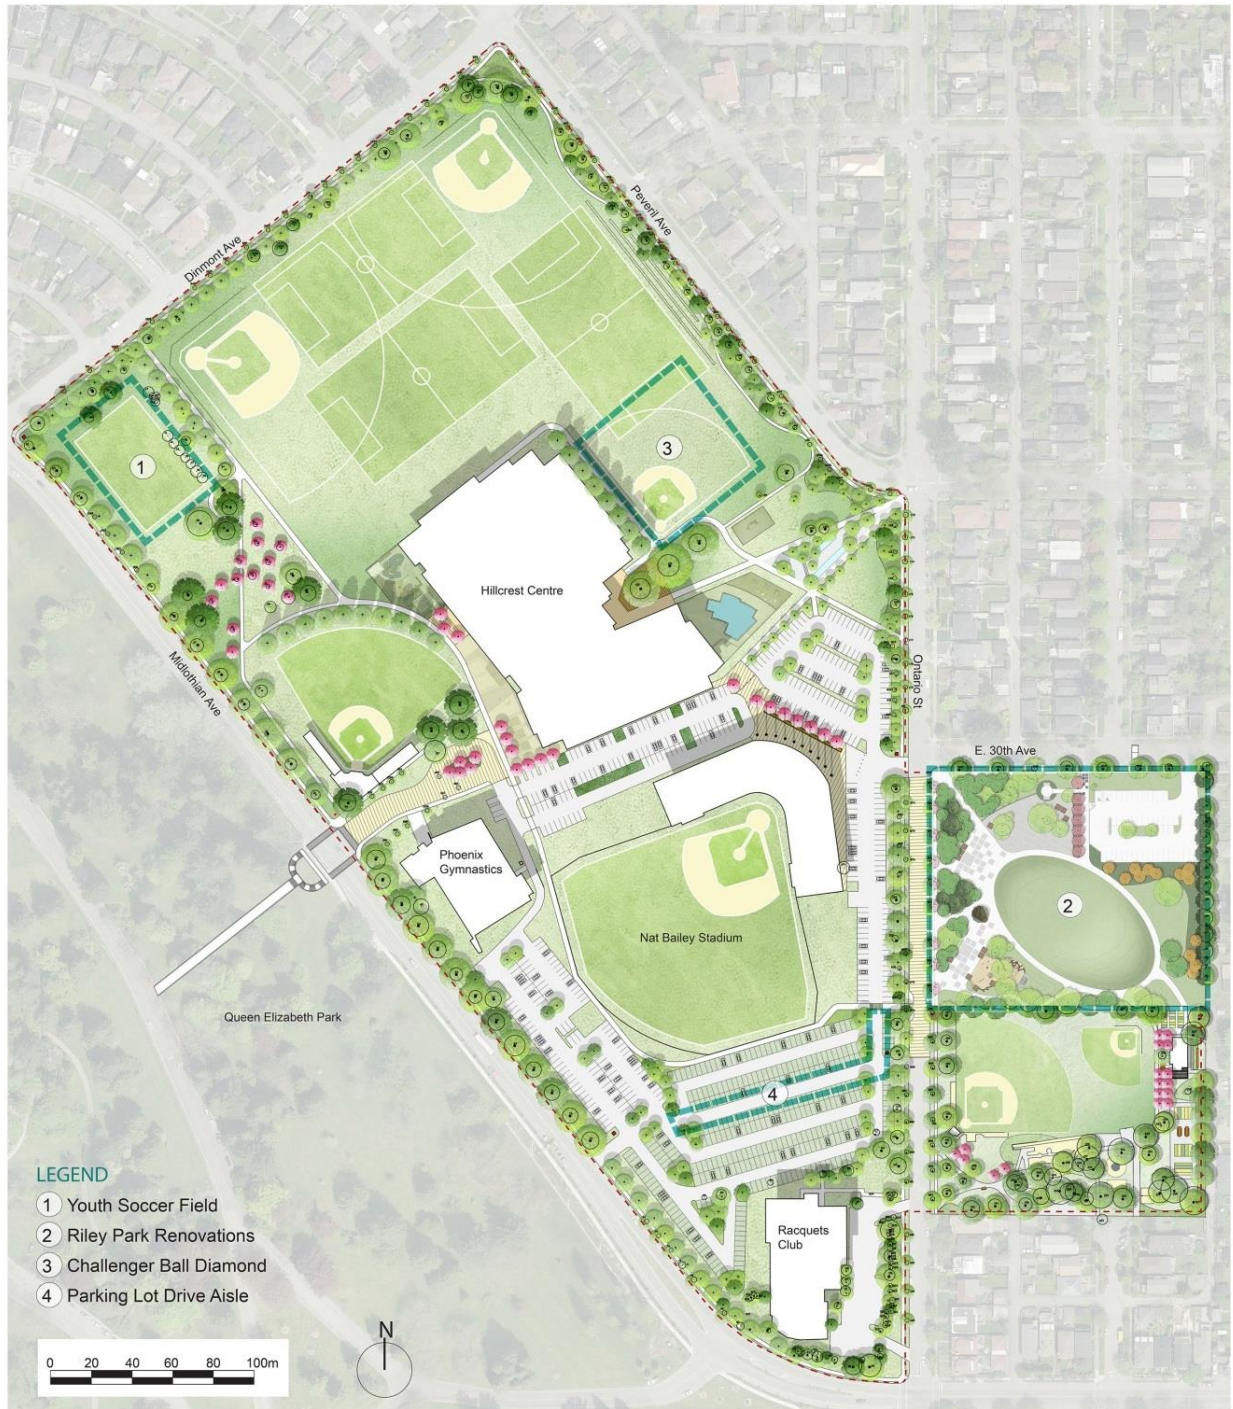 Peveril Ave
Dinmont Ave
3
1
Hillcrest Centre
Midlothian Ave
Ontario St
E. 30th Ave
Phoenix
Gymnastics
2
Nat Bailey Stadium
Queen Elizabeth Park
4
LEGEND
1 Youth Soccer Field
2 Riley Park Renovations
3 Challenger Ball Diamond
4 Parking Lot Drive Aisle
Racquets
Club
N
0 20 40 60 80 100m